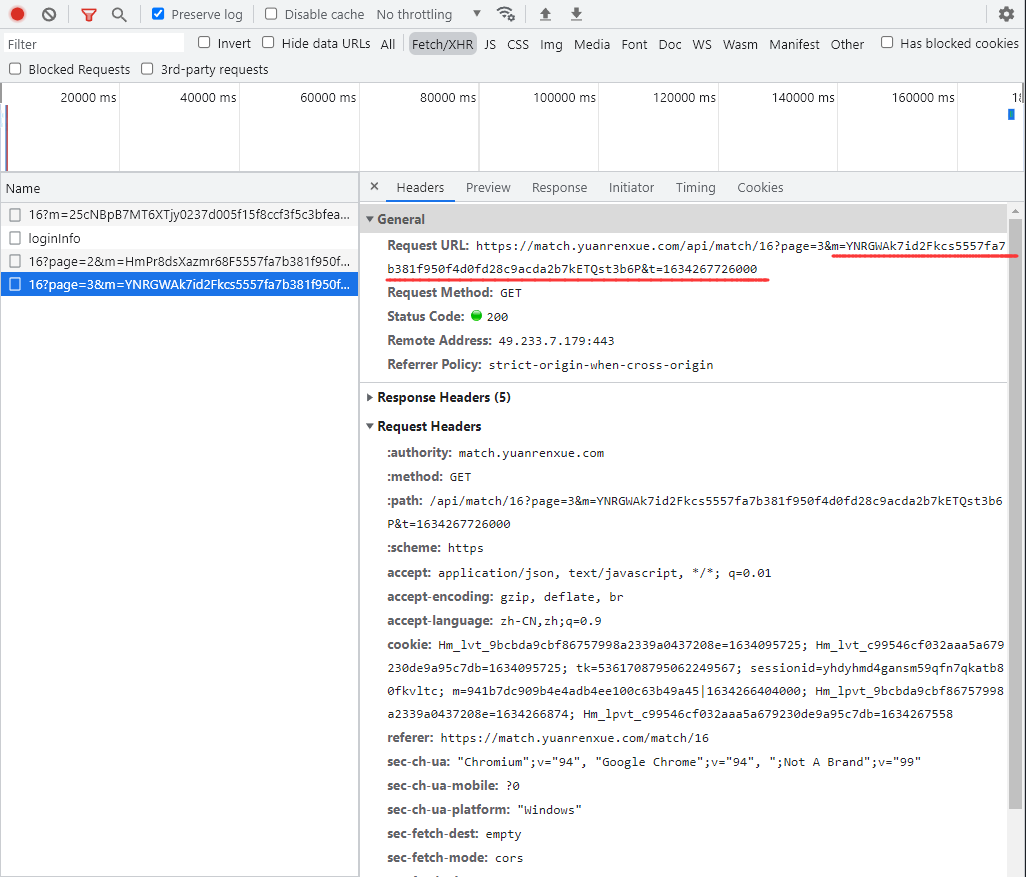 Preserve log Disable cache No throttling
Filter Invert Hide data URLs All Fetch/XHR JS CSS Img Media Font Doc WS Wasm Manifest Other Has blocked cookies
Blocked Requests 3rd-party requests
20000 ms 40000 ms 60000 ms 80000 ms 100000 ms 120000 ms 140000 ms 160000 ms
Name
16?m=25cNBpB7MT6XTjy0237d005f15f8ccf3f5c3bfea...
loginInfo
16?page=2&m=HmPr8dsXazmr68F5557fa7b381f950f...
16?page=3&m=YNRGWAk7id2Fkcs5557fa7b381f950f...
× Headers Preview Response Initiator Timing Cookies
General
Request URL: https://match.yuanrenxue.com/api/match/16?page=3&m=YNRGWAk7id2Fkcs5557fa7
b381f950f4d0fd28c9acda2b7kETQst3b6P&t=1634267726000
Request Method: GET
Status Code: 200
Remote Address: 49.233.7.179:443
Referrer Policy: strict-origin-when-cross-origin
Response Headers (5)
Request Headers
:authority: match.yuanrenxue.com
:method: GET
:path: /api/match/16?page=3&m=YNRGWAk7id2Fkcs5557fa7b381f950f4d0fd28c9acda2b7kETQst3b6
P&t=1634267726000
:scheme: https
accept: application/json, text/javascript, */*; q=0.01
accept-encoding: gzip, deflate, br
accept-language: zh-CN,zh;q=0.9
cookie: Hm_lvt_9bcbda9cbf86757998a2339a0437208e=1634095725; Hm_lvt_c99546cf032aaa5a679
230de9a95c7db=1634095725; tk=5361708795062249567; sessionid=yhdyhmd4gansm59qfn7qkatb8
0fkvltc; m=941b7dc909b4e4adb4ee100c63b49a45|1634266404000; Hm_lpvt_9bcbda9cbf86757998
a2339a0437208e=1634266874; Hm_lpvt_c99546cf032aaa5a679230de9a95c7db=1634267558
referer: https://match.yuanrenxue.com/match/16
sec-ch-ua: "Chromium";v="94", "Google Chrome";v="94", ";Not A Brand";v="99"
sec-ch-ua-mobile: ?0
sec-ch-ua-platform: "Windows"
sec-fetch-dest: empty
sec-fetch-mode: cors